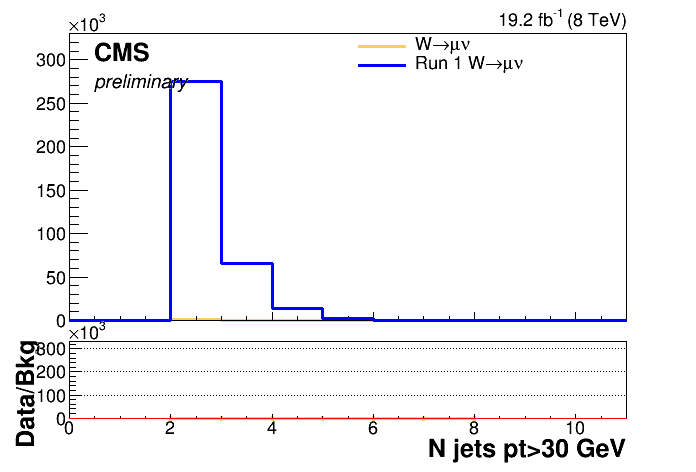 ×10³
19.2 fb⁻¹ (8 TeV)
CMS
preliminary
W→μν
Run 1 W→μν
300
250
200
150
100
50
0
×10³
300
200
100
0
Data/Bkg
0 2 4 6 8 10
N jets pt>30 GeV